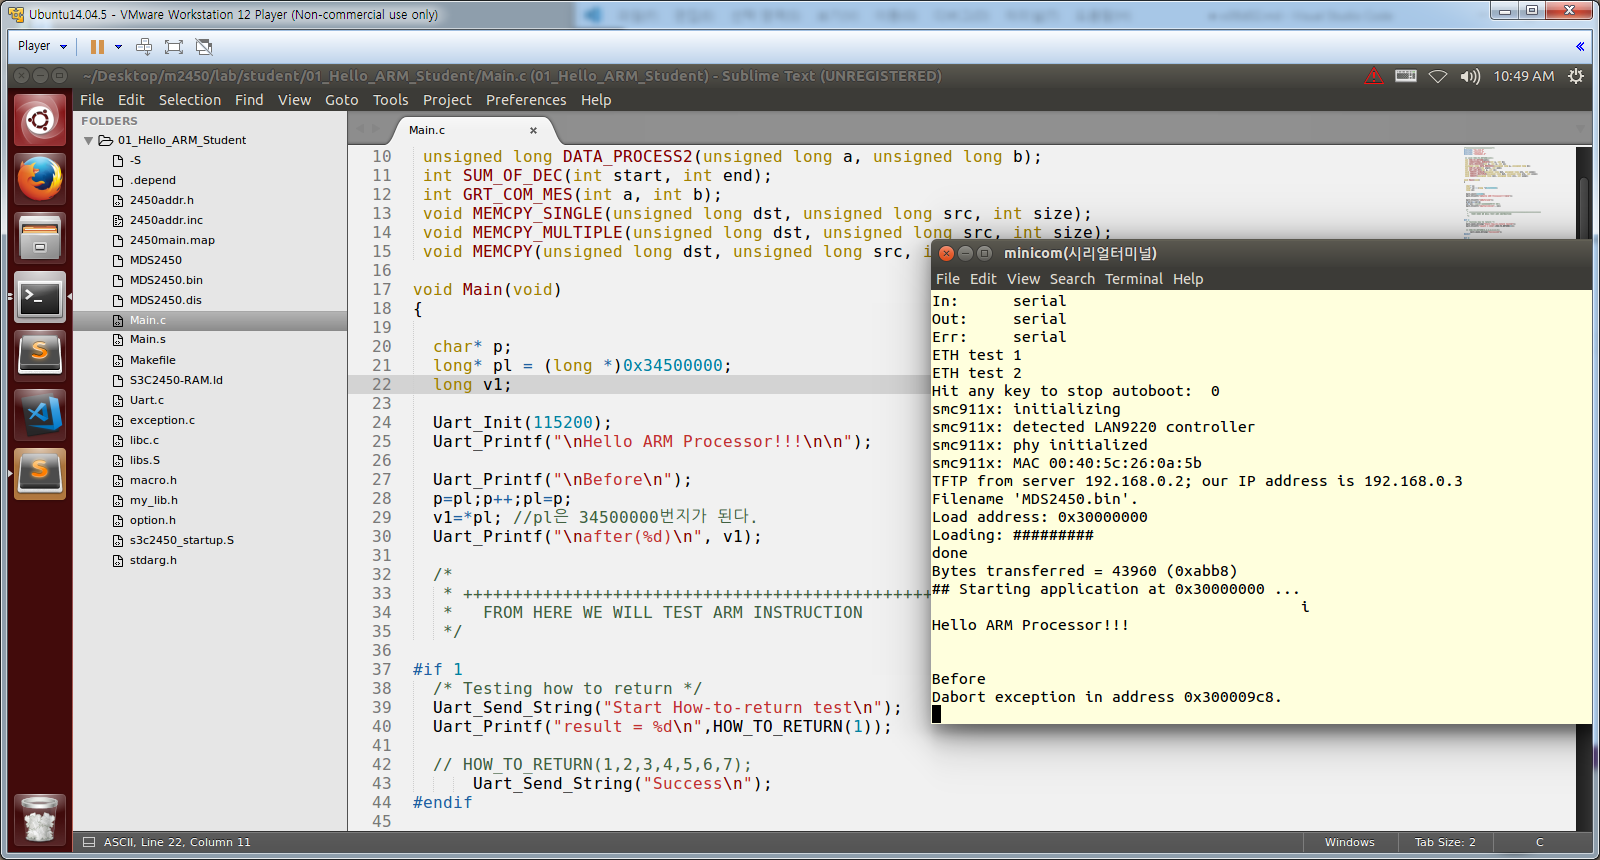 Ubuntu14.04.5 - VMware Workstation 12 Player (Non-commercial use only)
Player
~/Desktop/m2450/lab/student/01_Hello_ARM_Student/Main.c (01_Hello_ARM_Student) - Sublime Text (UNREGISTERED)
10:49 AM
File Edit Selection Find View Goto Tools Project Preferences Help
FOLDERS
01_Hello_ARM_Student
-S
.depend
2450addr.h
2450addr.inc
2450main.map
MDS2450
MDS2450.bin
MDS2450.dis
Main.c
Main.s
Makefile
S3C2450-RAM.ld
Uart.c
exception.c
libc.c
libs.S
macro.h
my_lib.h
option.h
s3c2450_startup.S
stdarg.h
Main.c
10 unsigned long DATA_PROCESS2(unsigned long a, unsigned long b);
11 int SUM_OF_DEC(int start, int end);
12 int GRT_COM_MES(int a, int b);
13 void MEMCPY_SINGLE(unsigned long dst, unsigned long src, int size);
14 void MEMCPY_MULTIPLE(unsigned long dst, unsigned long src, int size);
15 void MEMCPY(unsigned long dst, unsigned long src, i
16
17 void Main(void)
18 {
19
20 char* p;
21 long* pl = (long *)0x34500000;
22 long v1;
23
24 Uart_Init(115200);
25 Uart_Printf("\nHello ARM Processor!!!\n\n");
26
27 Uart_Printf("\nBefore\n");
28 p=pl;p++;pl=p;
29 v1=*pl; //pl은 34500000번지가 된다.
30 Uart_Printf("\nafter(%d)\n", v1);
31
32 /*
33 * +++++++++++++++++++++++++++++++++++++++++++++++
34 * FROM HERE WE WILL TEST ARM INSTRUCTION
35 */
36
37 #if 1
38 /* Testing how to return */
39 Uart_Send_String("Start How-to-return test\n");
40 Uart_Printf("result = %d\n",HOW_TO_RETURN(1));
41
42 // HOW_TO_RETURN(1,2,3,4,5,6,7);
43 Uart_Send_String("Success\n");
44 #endif
45
minicom(시리얼터미널)
File Edit View Search Terminal Help
In: serial
Out: serial
Err: serial
ETH test 1
ETH test 2
Hit any key to stop autoboot: 0
smc911x: initializing
smc911x: detected LAN9220 controller
smc911x: phy initialized
smc911x: MAC 00:40:5c:26:0a:5b
TFTP from server 192.168.0.2; our IP address is 192.168.0.3
Filename 'MDS2450.bin'.
Load address: 0x30000000
Loading: #########
done
Bytes transferred = 43960 (0xabb8)
## Starting application at 0x30000000 ...
i
Hello ARM Processor!!!
Before
Dabort exception in address 0x300009c8.
ASCII, Line 22, Column 11
Windows
Tab Size: 2
C